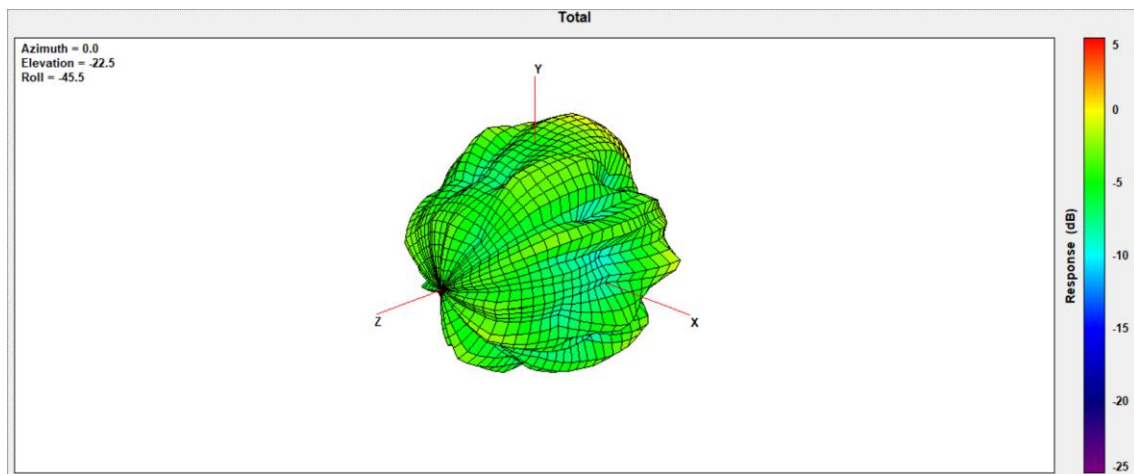 Total
Azimuth = 0.0
Elevation = -22.5
Roll = -45.5
Y
Z
X
5
0
-5
-10
-15
-20
-25
Response (dB)